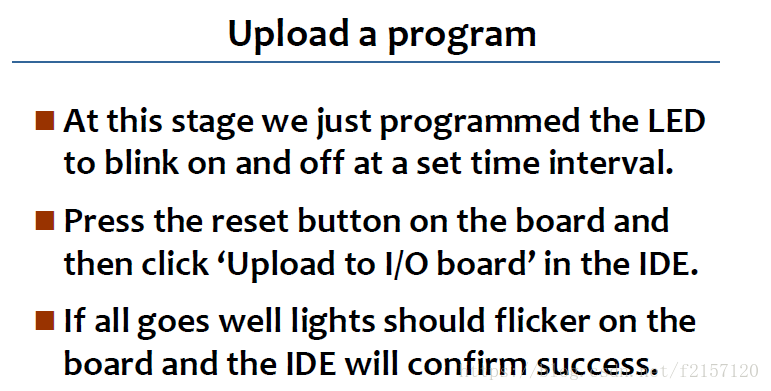 Upload a program
At this stage we just programmed the LED
to blink on and off at a set time interval.
Press the reset button on the board and
then click ‘Upload to I/O board’ in the IDE.
If all goes well lights should flicker on the
board and the IDE will confirm success.
https://blog.csdn.net/f2157120